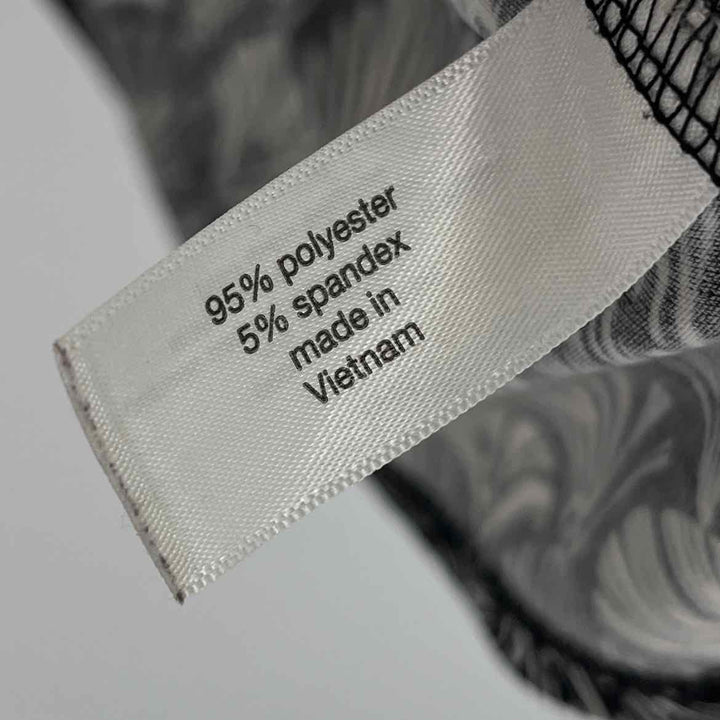 95% polyester
5% spandex
made in
Vietnam